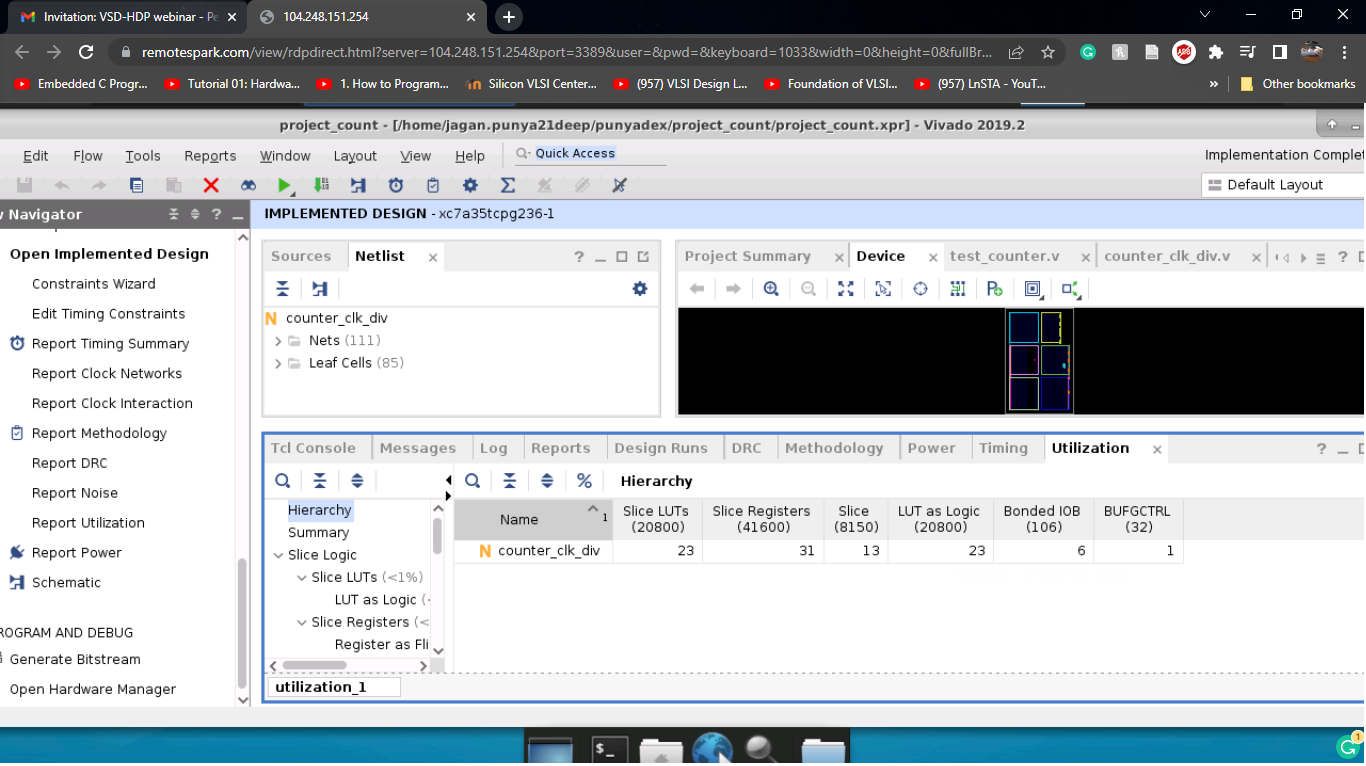 Invitation: VSD-HDP webinar - Pe
104.248.151.254
remotespark.com/view/rdpdirect.html?server=104.248.151.254&port=3389&user=&pwd=&keyboard=1033&width=0&height=0&fullBr...
Embedded C Progr...
Tutorial 01: Hardwa...
1. How to Program...
Silicon VLSI Center...
(957) VLSI Design L...
Foundation of VLSI...
(957) LnSTA - YouT...
»
Other bookmarks
project_count - [/home/jagan.punya21deep/punyadex/project_count/project_count.xpr] - Vivado 2019.2
Edit Flow Tools Reports Window Layout View Help
Quick Access
Implementation Complet
Default Layout
v Navigator
IMPLEMENTED DESIGN - xc7a35tcpg236-1
Open Implemented Design
Constraints Wizard
Edit Timing Constraints
Report Timing Summary
Report Clock Networks
Report Clock Interaction
Report Methodology
Report DRC
Report Noise
Report Utilization
Report Power
Schematic
ROGRAM AND DEBUG
Generate Bitstream
Open Hardware Manager
Sources Netlist
N counter_clk_div
Nets (111)
Leaf Cells (85)
Project Summary Device test_counter.v counter_clk_div.v
Tcl Console Messages Log Reports Design Runs DRC Methodology Power Timing Utilization
Hierarchy
Summary
Slice Logic
Slice LUTs (<1%)
LUT as Logic (
Slice Registers (<
Register as Fli
utilization_1
% Hierarchy
Name 1 Slice LUTs (20800) Slice Registers (41600) Slice (8150) LUT as Logic (20800) Bonded IOB (106) BUFGCTRL (32)
N counter_clk_div 23 31 13 23 6 1
$_
G 1